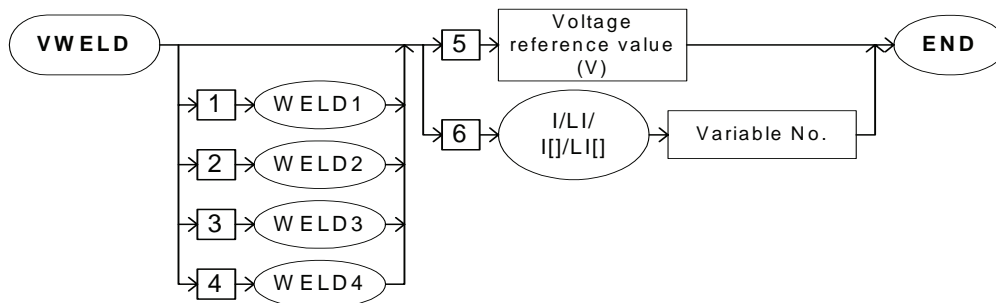 VWELD
5
Voltage
reference value
(V)
END
1
WELD1
6
I/LI/
I[]/LI[]
Variable No.
2
WELD2
3
WELD3
4
WELD4